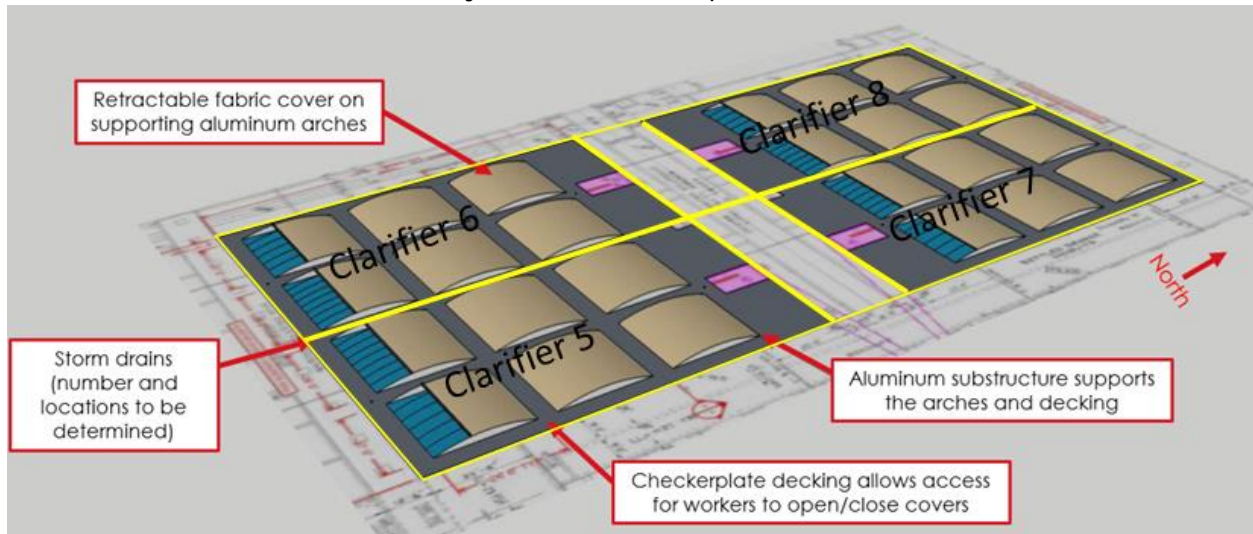 Retractable fabric cover on
supporting aluminum arches
Clarifier 8
Clarifier 6
Clarifier 7
North
Clarifier 5
Storm drains
(number and
locations to be
determined)
Aluminum substructure supports
the arches and decking
Checkerplate decking allows access
for workers to open/close covers